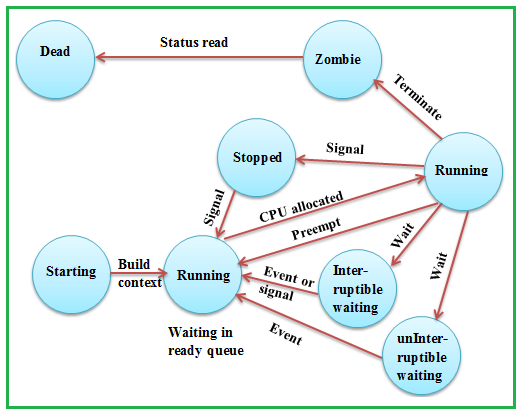 Dead
Status read
Zombie
Terminate
Stopped
Signal
Running
Signal
CPU allocated
Preempt
Wait
Wait
Starting
Build
context
Running
Event or
signal
Inter-
ruptible
waiting
Waiting in
ready queue
Event
unInter-
ruptible
waiting